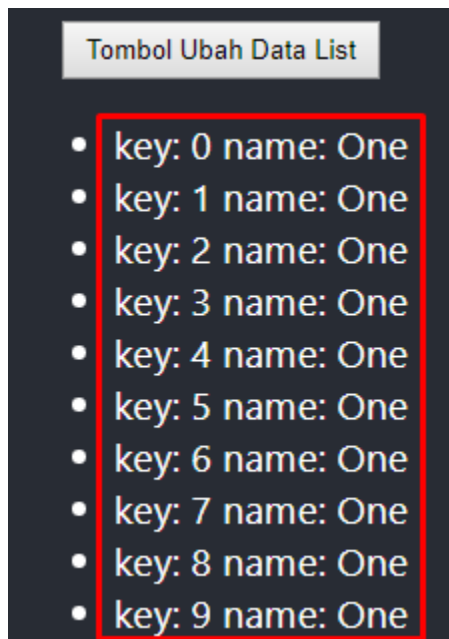 Tombol Ubah Data List
key: 0 name: One
key: 1 name: One
key: 2 name: One
key: 3 name: One
key: 4 name: One
key: 5 name: One
key: 6 name: One
key: 7 name: One
key: 8 name: One
key: 9 name: One